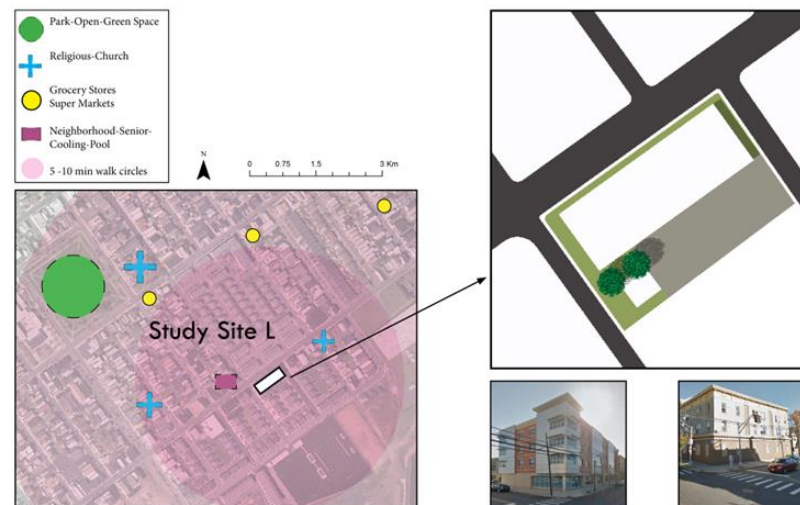 Park-Open-Green Space
Religious-Church
Grocery Stores
Super Markets
Neighborhood-Senior-
Cooling-Pool
5 -10 min walk circles
N
0 0.75 1.5 3 Km
Study Site L